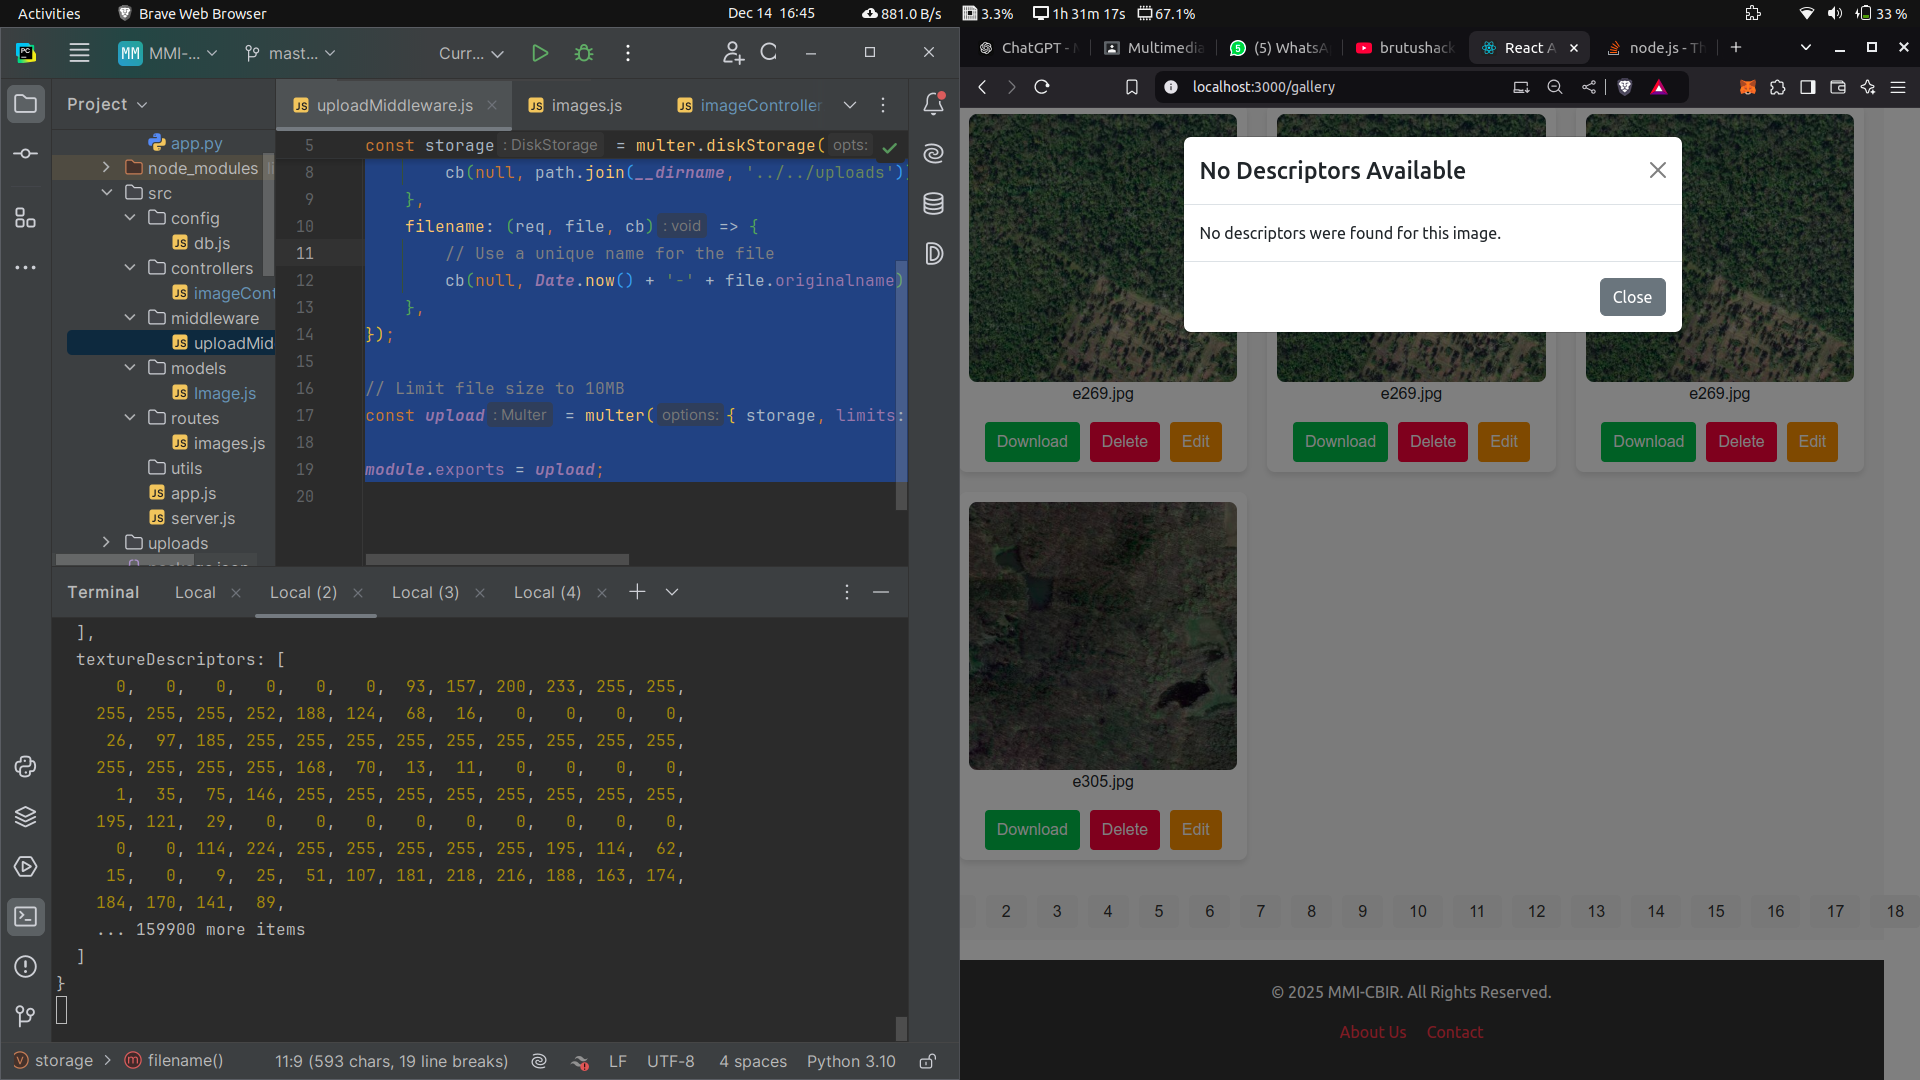 Activities Brave Web Browser Dec 14 16:45 881.0 B/s 3.3% 1h 31m 17s 67.1% 33 %
MM MMI-... mast... Curr...
Project
app.py
node_modules
src
config
JS db.js
controllers
JS imageCont
middleware
JS uploadMid
models
JS Image.js
routes
JS images.js
utils
JS app.js
JS server.js
uploads
JS uploadMiddleware.js JS images.js JS imageController
5 const storage : DiskStorage = multer.diskStorage( opts:
8 cb(null, path.join(__dirname, '../../uploads')
9 },
10 filename: (req, file, cb) : void => {
11 // Use a unique name for the file
12 cb(null, Date.now() + '-' + file.originalname)
13 },
14 });
15
16 // Limit file size to 10MB
17 const upload : Multer = multer( options: { storage, limits:
18
19 module.exports = upload;
20
Terminal Local Local (2) Local (3) Local (4)
],
textureDescriptors: [
0, 0, 0, 0, 0, 0, 93, 157, 200, 233, 255, 255,
255, 255, 255, 252, 188, 124, 68, 16, 0, 0, 0, 0,
26, 97, 185, 255, 255, 255, 255, 255, 255, 255, 255, 255,
255, 255, 255, 255, 168, 70, 13, 11, 0, 0, 0, 0,
1, 35, 75, 146, 255, 255, 255, 255, 255, 255, 255, 255,
195, 121, 29, 0, 0, 0, 0, 0, 0, 0, 0, 0,
0, 0, 114, 224, 255, 255, 255, 255, 255, 195, 114, 62,
15, 0, 9, 25, 51, 107, 181, 218, 216, 188, 163, 174,
184, 170, 141, 89,
... 159900 more items
]
}
storage > filename() 11:9 (593 chars, 19 line breaks) LF UTF-8 4 spaces Python 3.10
ChatGPT - M Multimedia (5) WhatsA brutushack React A node.js - Th
localhost:3000/gallery
No Descriptors Available
No descriptors were found for this image.
Close
e269.jpg e269.jpg e269.jpg
Download Delete Edit Download Delete Edit Download Delete Edit
e305.jpg
Download Delete Edit
2 3 4 5 6 7 8 9 10 11 12 13 14 15 16 17 18
© 2025 MMI-CBIR. All Rights Reserved.
About Us Contact